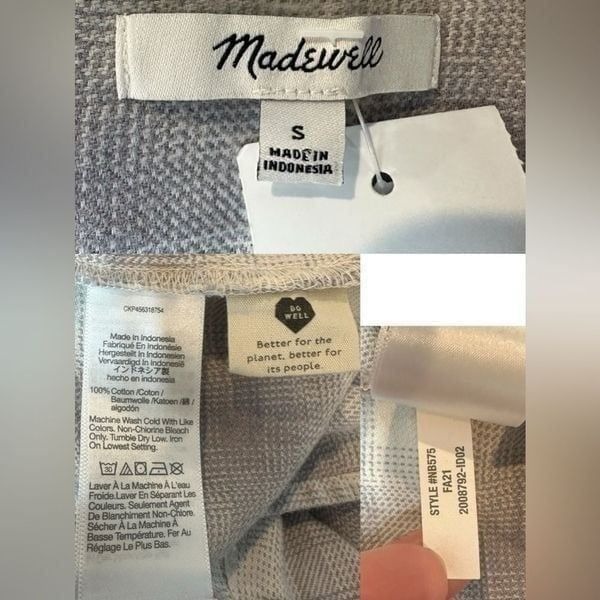 Madewell
S
MADE IN
INDONESIA
CKP456318754
Made in Indonesia
Fabriqué En Indonésie
Hergestellt in Indonesien
Vervaardigd in Indonesië
インドネシア製
hecho en indonesia
100% Cotton /Coton /
Baumwolle /Katoen /綿 /
algodón
Machine Wash Cold With Like
Colors. Non-Chlorine Bleach
Only. Tumble Dry Low. Iron
On Lowest Setting.
Laver À La Machine À L'eau
Froide.Laver En Séparant Les
Couleurs. Seulement Agent
De Blanchiment Non-Chlore.
Sécher À La Machine À
Basse Température. Fer Au
Réglage Le Plus Bas.
DO
WELL
Better for the
planet, better for
its people.
STYLE #NB575
FA21
2008792-ID02